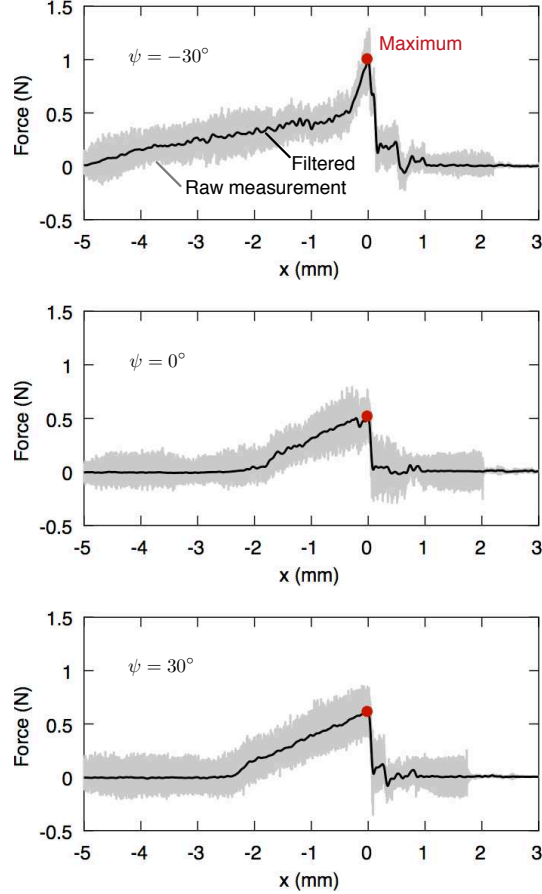 1.5
1
0.5
0
-0.5
Force (N)
ψ = −30°
Maximum
Filtered
Raw measurement
-5 -4 -3 -2 -1 0 1 2 3
x (mm)
1.5
1
0.5
0
-0.5
Force (N)
ψ = 0°
-5 -4 -3 -2 -1 0 1 2 3
x (mm)
1.5
1
0.5
0
-0.5
Force (N)
ψ = 30°
-5 -4 -3 -2 -1 0 1 2 3
x (mm)